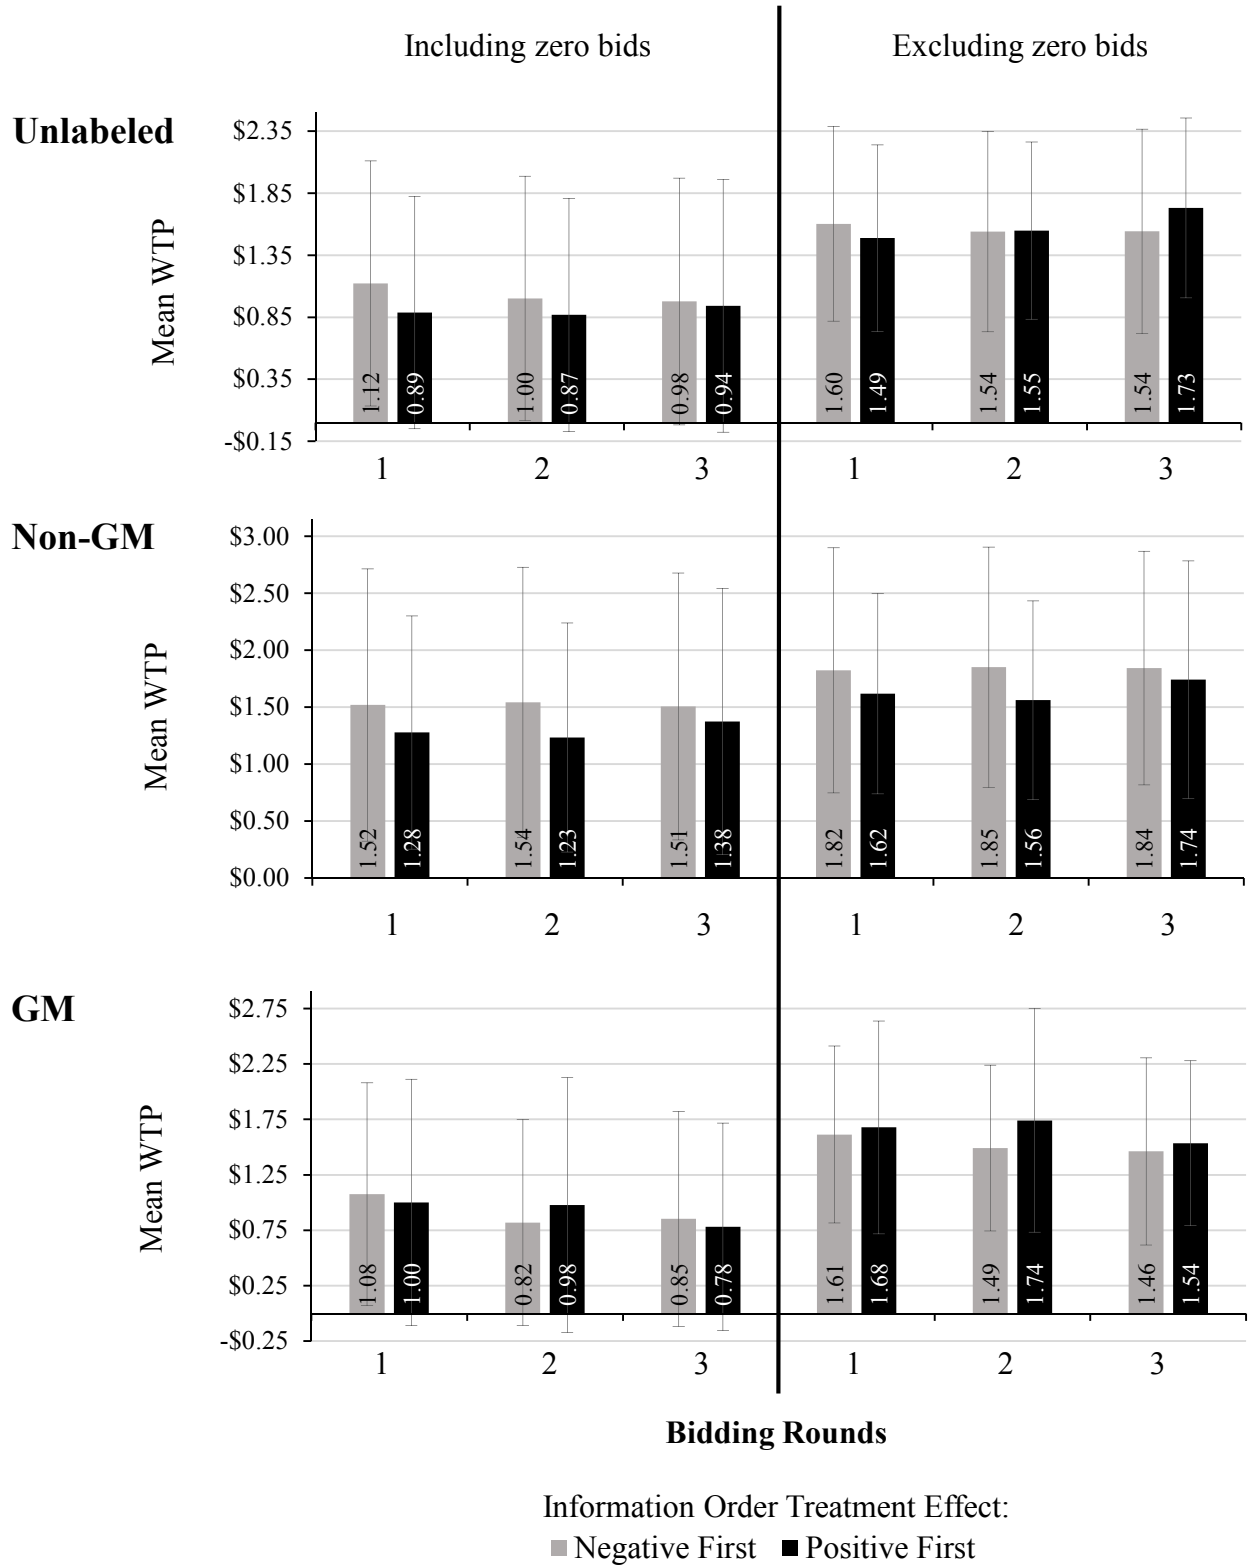 Including zero bids Excluding zero bids
Unlabeled
Mean WTP
$2.35
$1.85
$1.35
$0.85
$0.35
-$0.15
1.12 0.89 1.00 0.87 0.98 0.94 1.60 1.49 1.54 1.55 1.54 1.73
1 2 3 1 2 3
Non-GM
Mean WTP
$3.00
$2.50
$2.00
$1.50
$1.00
$0.50
$0.00
1.52 1.28 1.54 1.23 1.51 1.38 1.82 1.62 1.85 1.56 1.84 1.74
1 2 3 1 2 3
GM
Mean WTP
$2.75
$2.25
$1.75
$1.25
$0.75
$0.25
-$0.25
1.08 1.00 0.82 0.98 0.85 0.78 1.61 1.68 1.49 1.74 1.46 1.54
1 2 3 1 2 3
Bidding Rounds
Information Order Treatment Effect:
Negative First Positive First